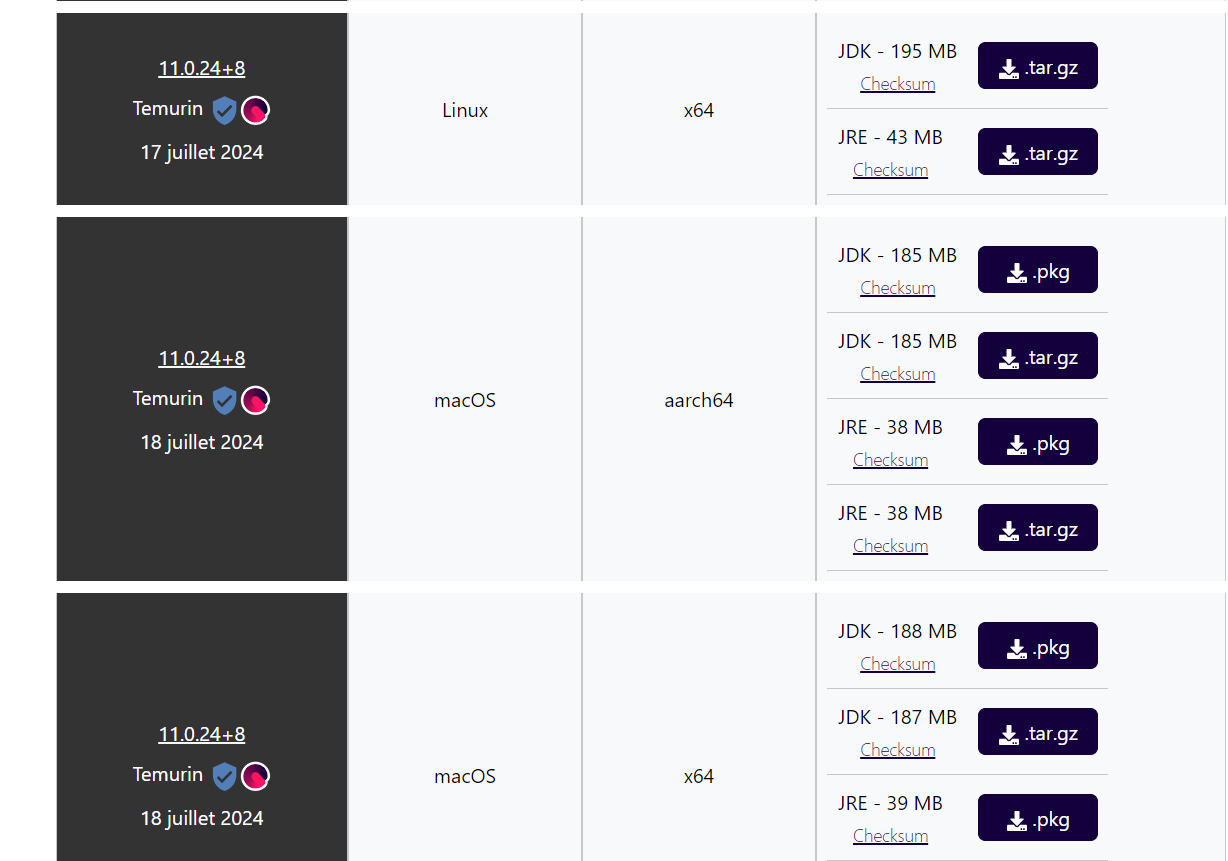 11.0.24+8
Temurin
17 juillet 2024
Linux
x64
JDK - 195 MB
Checksum
.tar.gz
JRE - 43 MB
Checksum
.tar.gz
11.0.24+8
Temurin
18 juillet 2024
macOS
aarch64
JDK - 185 MB
Checksum
.pkg
JDK - 185 MB
Checksum
.tar.gz
JRE - 38 MB
Checksum
.pkg
JRE - 38 MB
Checksum
.tar.gz
11.0.24+8
Temurin
18 juillet 2024
macOS
x64
JDK - 188 MB
Checksum
.pkg
JDK - 187 MB
Checksum
.tar.gz
JRE - 39 MB
Checksum
.pkg